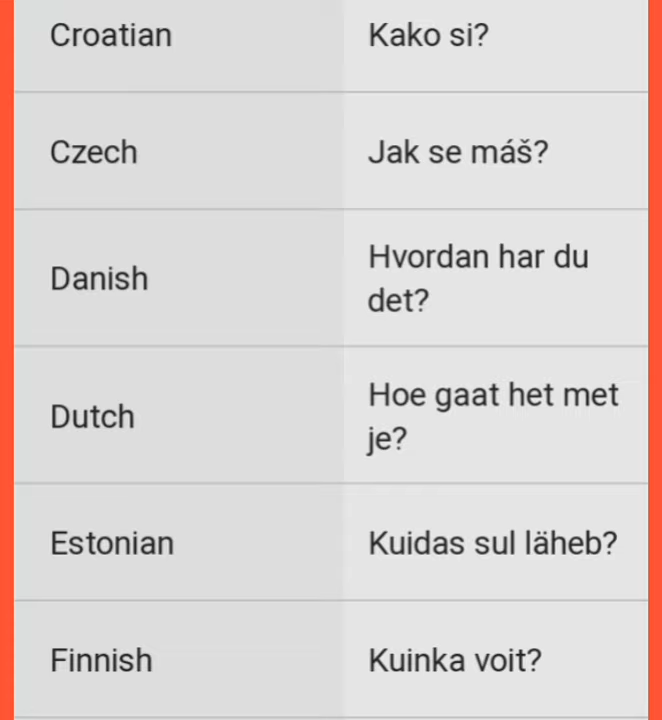 Croatian
Kako si?
Czech
Jak se máš?
Danish
Hvordan har du
det?
Dutch
Hoe gaat het met
je?
Estonian
Kuidas sul läheb?
Finnish
Kuinka voit?